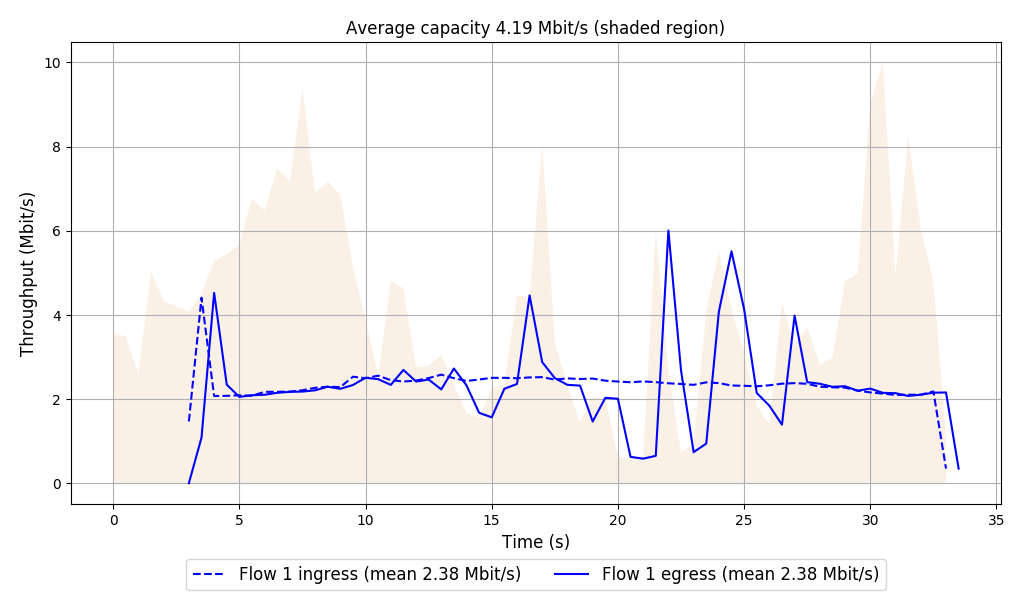 Average capacity 4.19 Mbit/s (shaded region)
10
8
6
4
2
0
Throughput (Mbit/s)
0 5 10 15 20 25 30 35
Time (s)
Flow 1 ingress (mean 2.38 Mbit/s) Flow 1 egress (mean 2.38 Mbit/s)